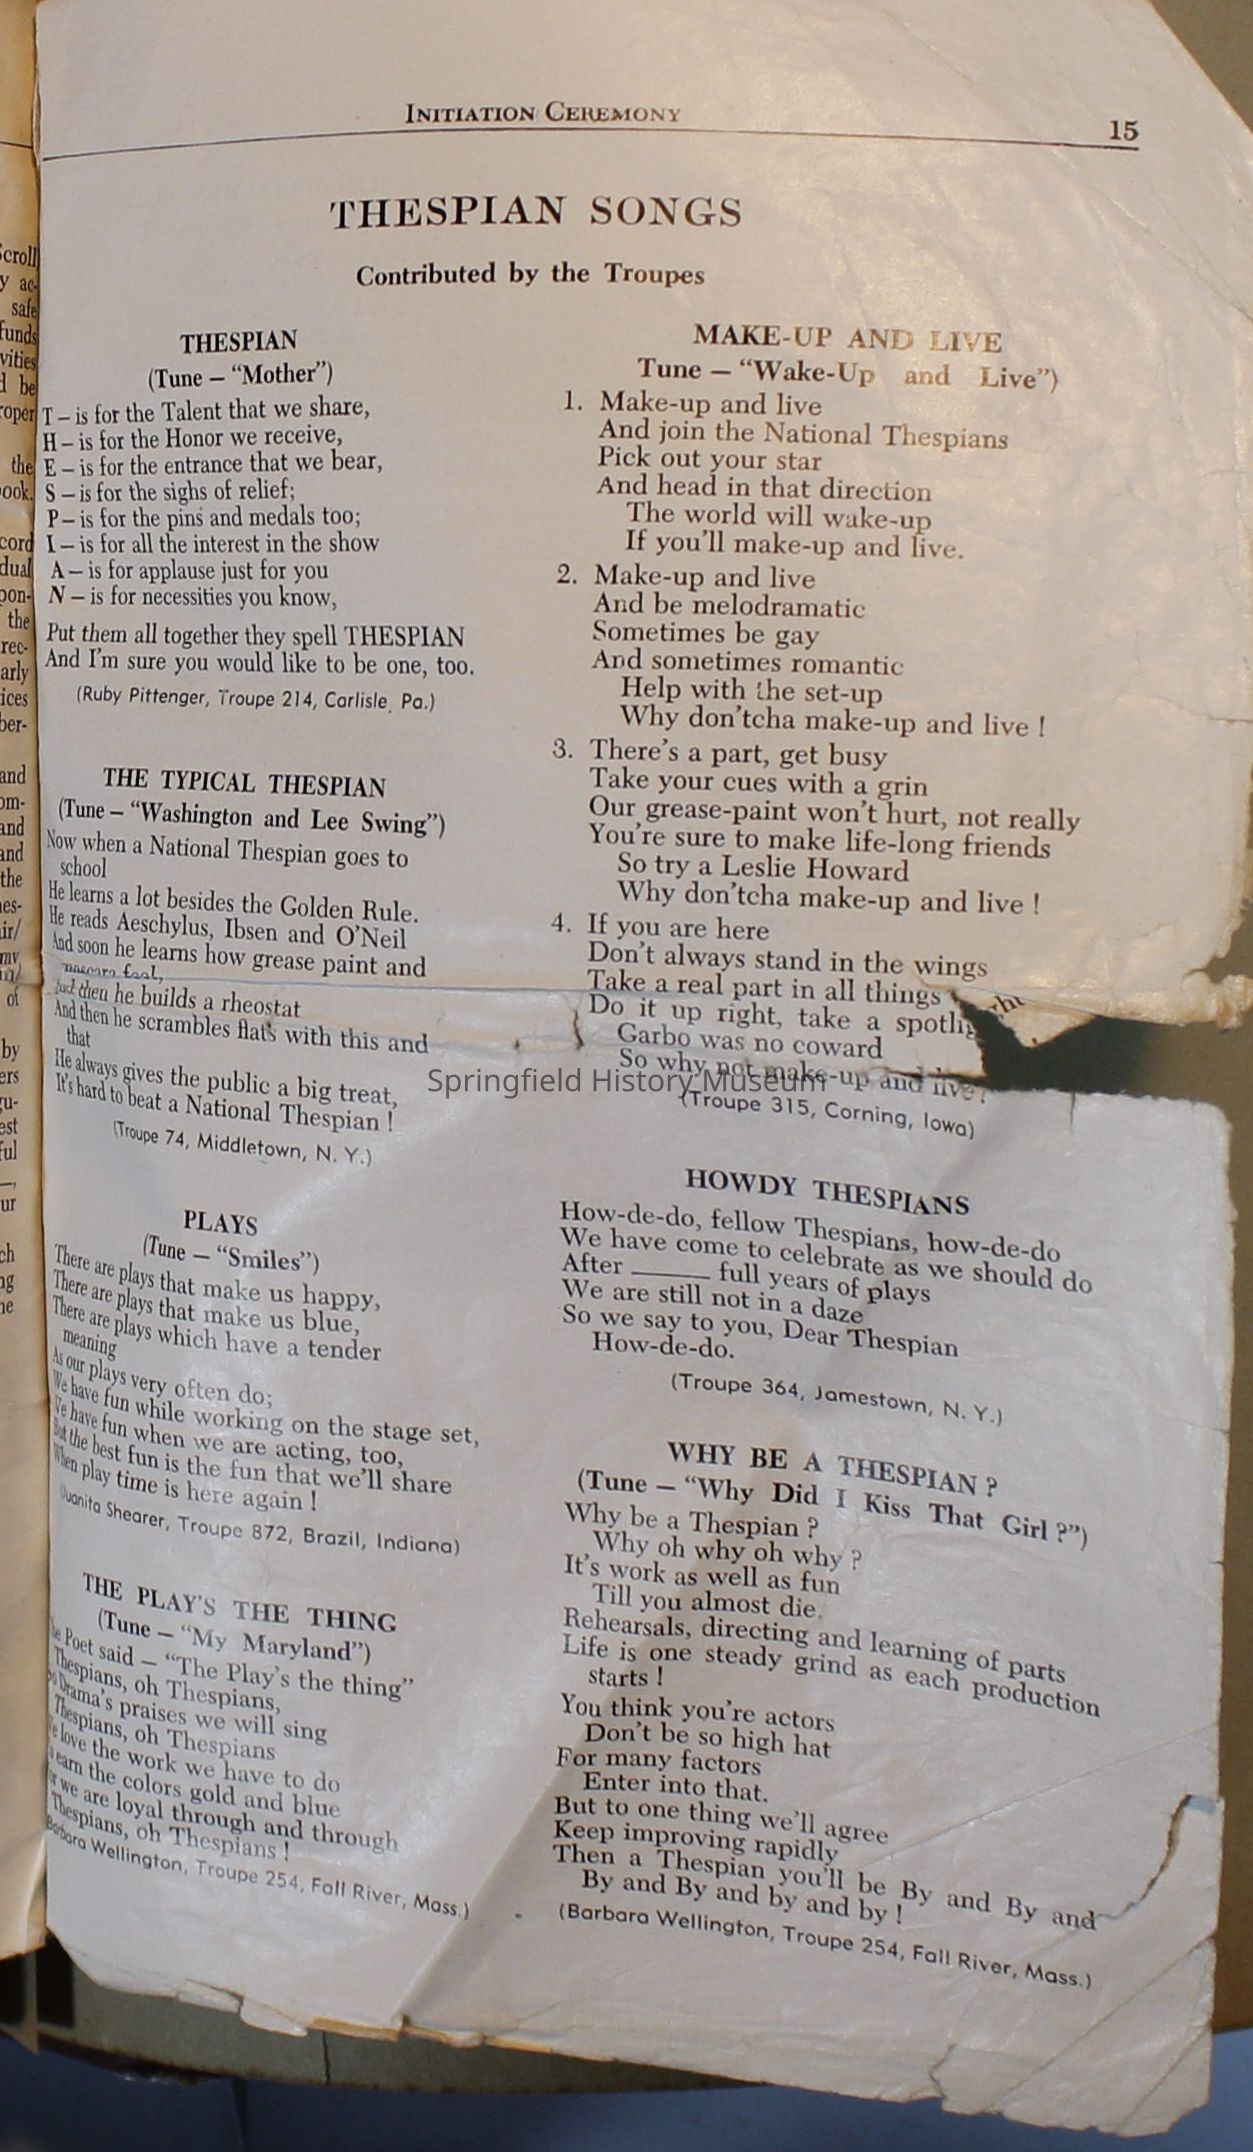 INITIATION CEREMONY
15
THESPIAN SONGS
Contributed by the Troupes
THESPIAN
(Tune – “Mother”)
T – is for the Talent that we share,
H – is for the Honor we receive,
E – is for the entrance that we bear,
S – is for the sighs of relief;
P – is for the pins and medals too;
I – is for all the interest in the show
A – is for applause just for you
N – is for necessities you know,
Put them all together they spell THESPIAN
And I’m sure you would like to be one, too.
(Ruby Pittenger, Troupe 214, Carlisle, Pa.)
THE TYPICAL THESPIAN
(Tune – “Washington and Lee Swing”)
Now when a National Thespian goes to
school
He learns a lot besides the Golden Rule.
He reads Aeschylus, Ibsen and O’Neil
And soon he learns how grease paint and
feel,
And then he builds a rheostat
And then he scrambles flats with this and
that
He always gives the public a big treat,
It’s hard to beat a National Thespian !
(Troupe 74, Middletown, N. Y.)
PLAYS
(Tune – “Smiles”)
There are plays that make us happy,
There are plays that make us blue,
There are plays which have a tender
meaning
As our plays very often do;
We have fun while working on the stage set,
We have fun when we are acting, too,
But the best fun is the fun that we’ll share
When play time is here again !
Juanita Shearer, Troupe 872, Brazil, Indiana)
THE PLAY’S THE THING
(Tune – “My Maryland”)
Poet said – “The Play’s the thing”
Thespians, oh Thespians,
So Drama’s praises we will sing
Thespians, oh Thespians
We love the work we have to do
earn the colors gold and blue
we are loyal through and through
Thespians, oh Thespians !
Barbara Wellington, Troupe 254, Fall River, Mass.)
MAKE-UP AND LIVE
Tune – “Wake-Up and Live”)
1. Make-up and live
And join the National Thespians
Pick out your star
And head in that direction
The world will wake-up
If you’ll make-up and live.
2. Make-up and live
And be melodramatic
Sometimes be gay
And sometimes romantic
Help with the set-up
Why don’tcha make-up and live !
3. There’s a part, get busy
Take your cues with a grin
Our grease-paint won’t hurt, not really
You’re sure to make life-long friends
So try a Leslie Howard
Why don’tcha make-up and live !
4. If you are here
Don’t always stand in the wings
Take a real part in all things
Do it up right, take a spotlig
Garbo was no coward
So why not make-up and live!
(Troupe 315, Corning, Iowa)
Springfield History Museum
HOWDY THESPIANS
How-de-do, fellow Thespians, how-de-do
We have come to celebrate as we should do
After _____ full years of plays
We are still not in a daze
So we say to you, Dear Thespian
How-de-do.
(Troupe 364, Jamestown, N. Y.)
WHY BE A THESPIAN ?
(Tune – “Why Did I Kiss That Girl ?”)
Why be a Thespian ?
Why oh why oh why ?
It’s work as well as fun
Till you almost die.
Rehearsals, directing and learning of parts
Life is one steady grind as each production
starts !
You think you’re actors
Don’t be so high hat
For many factors
Enter into that.
But to one thing we’ll agree
Keep improving rapidly
Then a Thespian you’ll be By and By and
By and By and by and by !
(Barbara Wellington, Troupe 254, Fall River, Mass.)